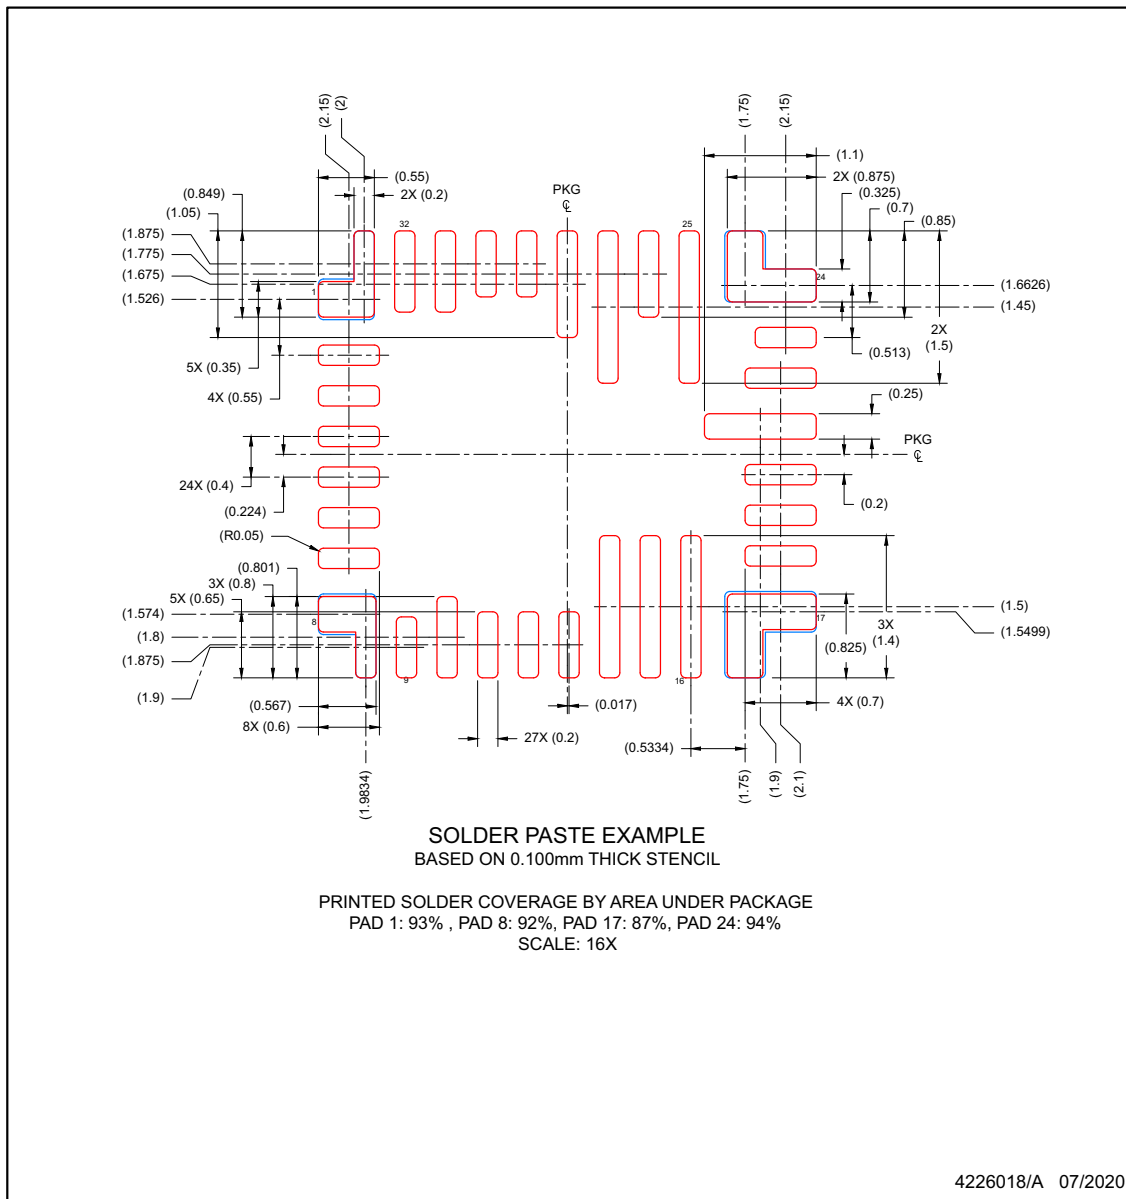 (2.15)
(2)
(1.75)
(2.15)
(0.55)
(1.1)
(0.849)
2X (0.2)
PKG
℄
2X (0.875)
(0.325)
(1.05)
(0.7)
(0.85)
(1.875)
32
25
(1.775)
(1.675)
24
(1.526)
1
(1.6626)
(1.45)
2X
(1.5)
5X (0.35)
(0.513)
4X (0.55)
(0.25)
PKG
℄
24X (0.4)
(0.224)
(0.2)
(R0.05)
(0.801)
3X (0.8)
5X (0.65)
(1.574)
(1.5)
8
17
3X
(1.4)
(1.5499)
(1.8)
(0.825)
(1.875)
9
16
(1.9)
(0.567)
(0.017)
4X (0.7)
8X (0.6)
27X (0.2)
(0.5334)
(1.9834)
(1.75)
(1.9)
(2.1)
SOLDER PASTE EXAMPLE
BASED ON 0.100mm THICK STENCIL
PRINTED SOLDER COVERAGE BY AREA UNDER PACKAGE
PAD 1: 93% , PAD 8: 92%, PAD 17: 87%, PAD 24: 94%
SCALE: 16X
4226018/A 07/2020